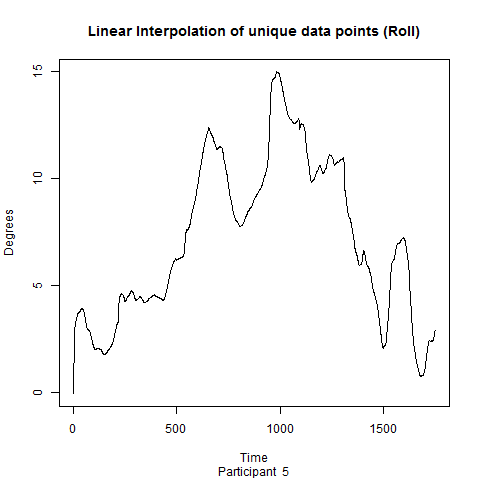 Linear Interpolation of unique data points (Roll)
15
10
5
0
Degrees
0 500 1000 1500
Time
Participant 5